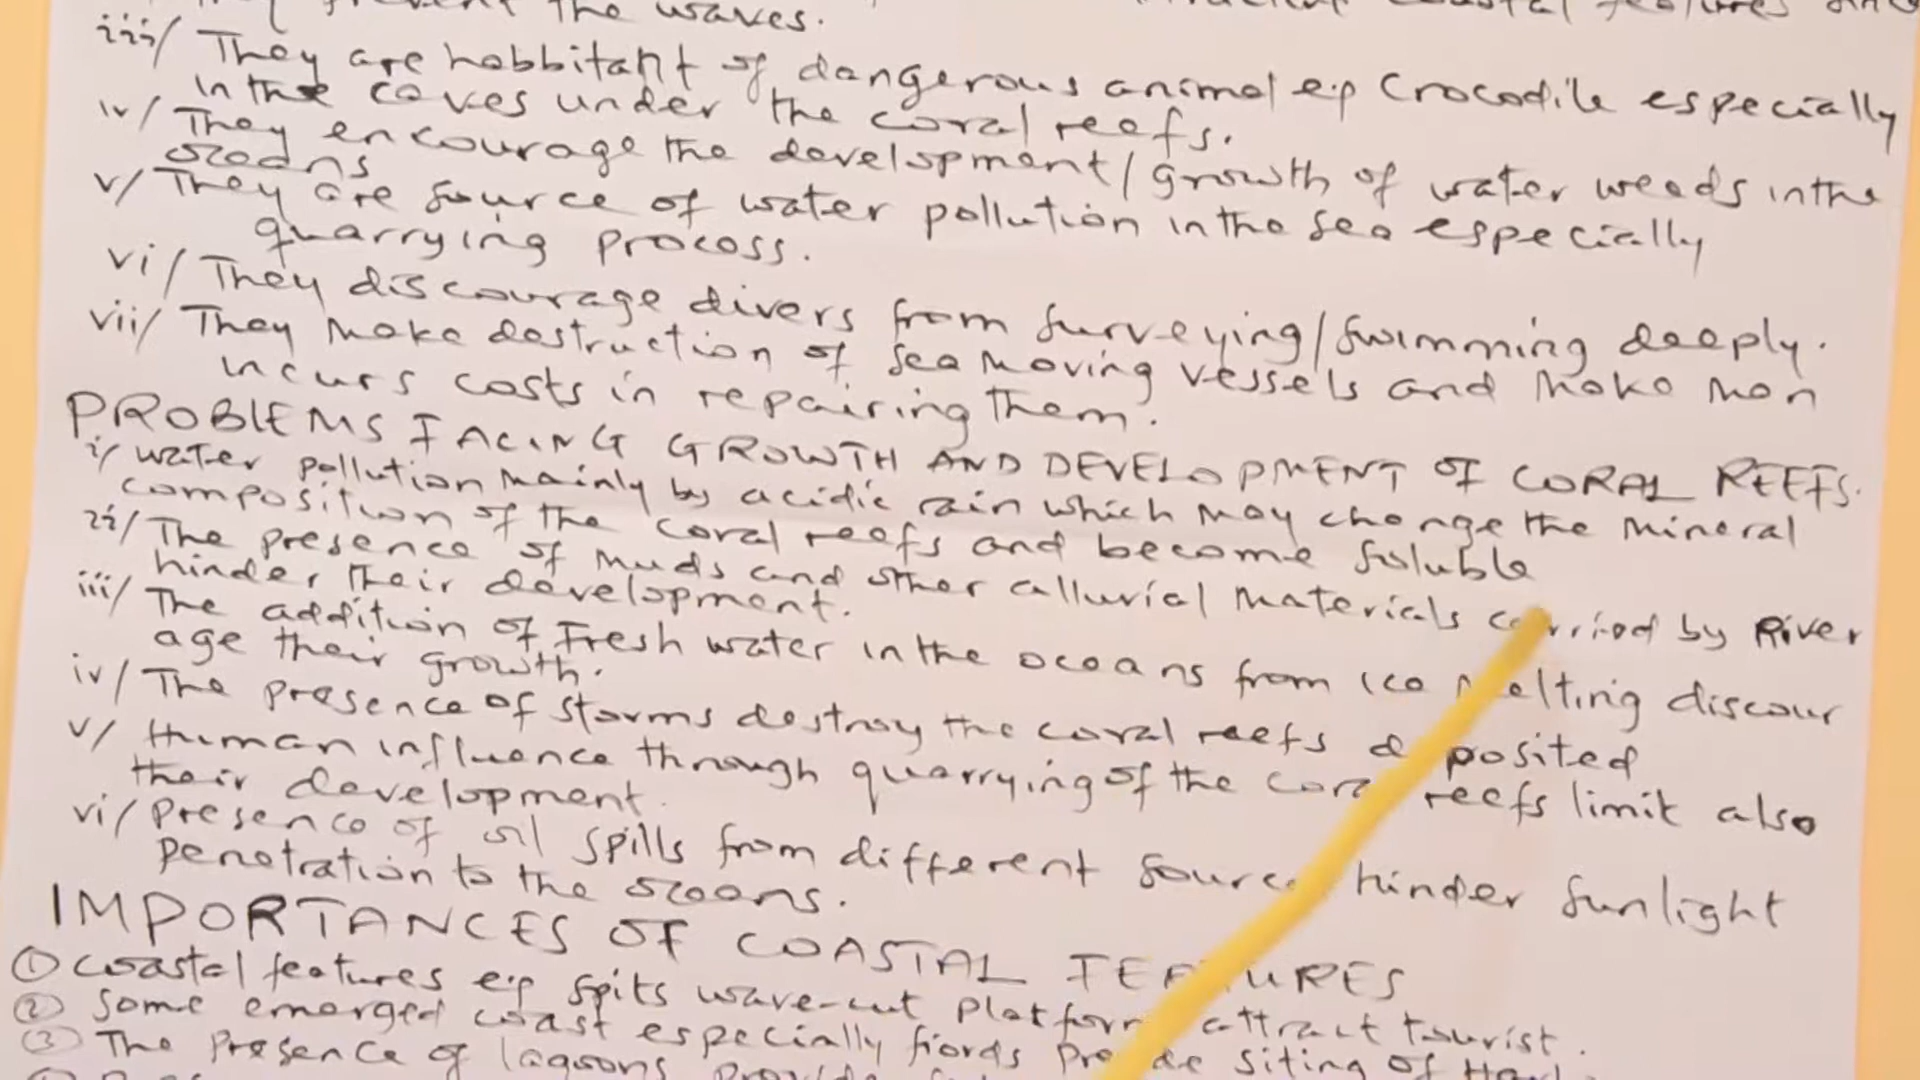 the waves.
iii/ They are habbitant of dangerous animal e.g Crocodile especially
in the caves under the coral reefs.
iv/ They encourage the development/growth of water weeds in the
oceans
v/ They are source of water pollution in the sea especially
quarrying process.
vi/ They discourage divers from surveying/swimming deeply.
vii/ They make destruction of sea moving vessels and make man
incurs costs in repairing them.
PROBLEMS FACING GROWTH AND DEVELOPMENT OF CORAL REEFS.
i/ water pollution mainly by acidic rain which may change the mineral
composition of the coral reefs and become soluble
ii/ The presence of muds and other alluvial materials carried by River
hinder their development.
iii/ The addition of Fresh water in the oceans from ice melting discour
age their growth.
iv/ The presence of storms destroy the coral reefs deposited
v/ Human influence through quarrying of the coral reefs limit also
their development.
vi/ Presence of oil spills from different source hinder sunlight
penetration to the oceans.
IMPORTANCES OF COASTAL FEATURES
① Coastal features e.g spits wave-cut platform attract tourist.
② Some emerged coast especially fiords provide siting of
③ The presence of lagoons provide